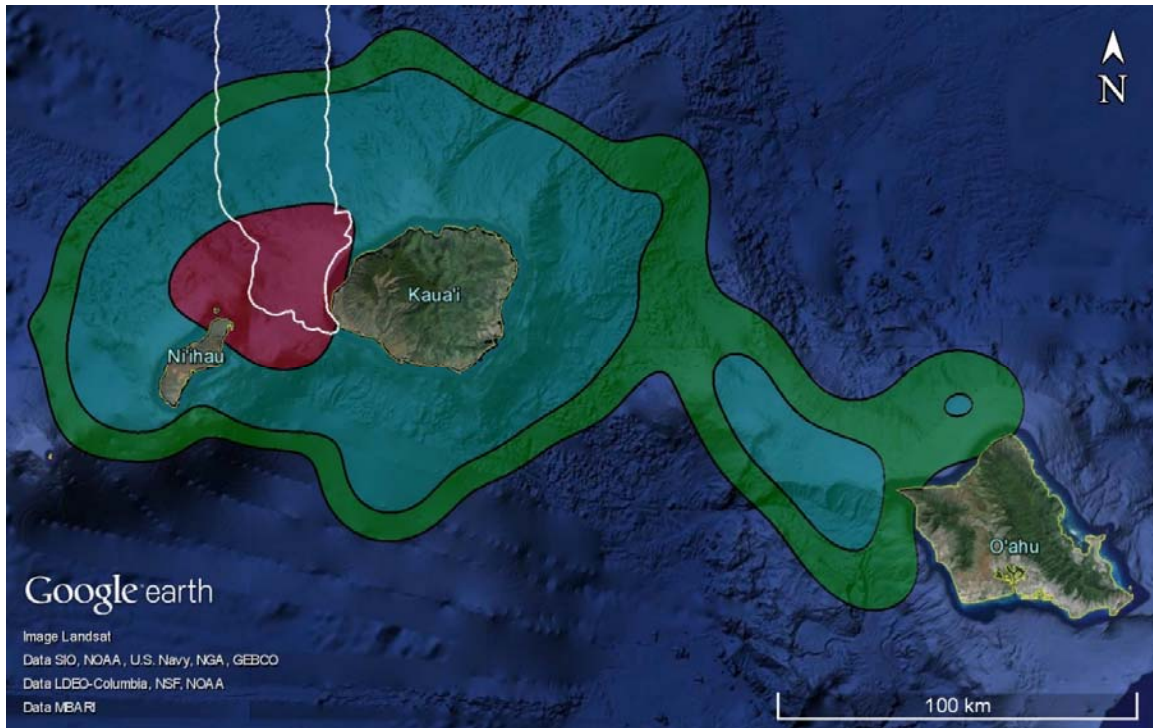 N
Kaua'i
Ni'ihau
O'ahu
Google earth
Image Landsat
Data SIO, NOAA, U.S. Navy, NGA, GEBCO
Data LDEO-Columbia, NSF, NOAA
Data MBARI
100 km